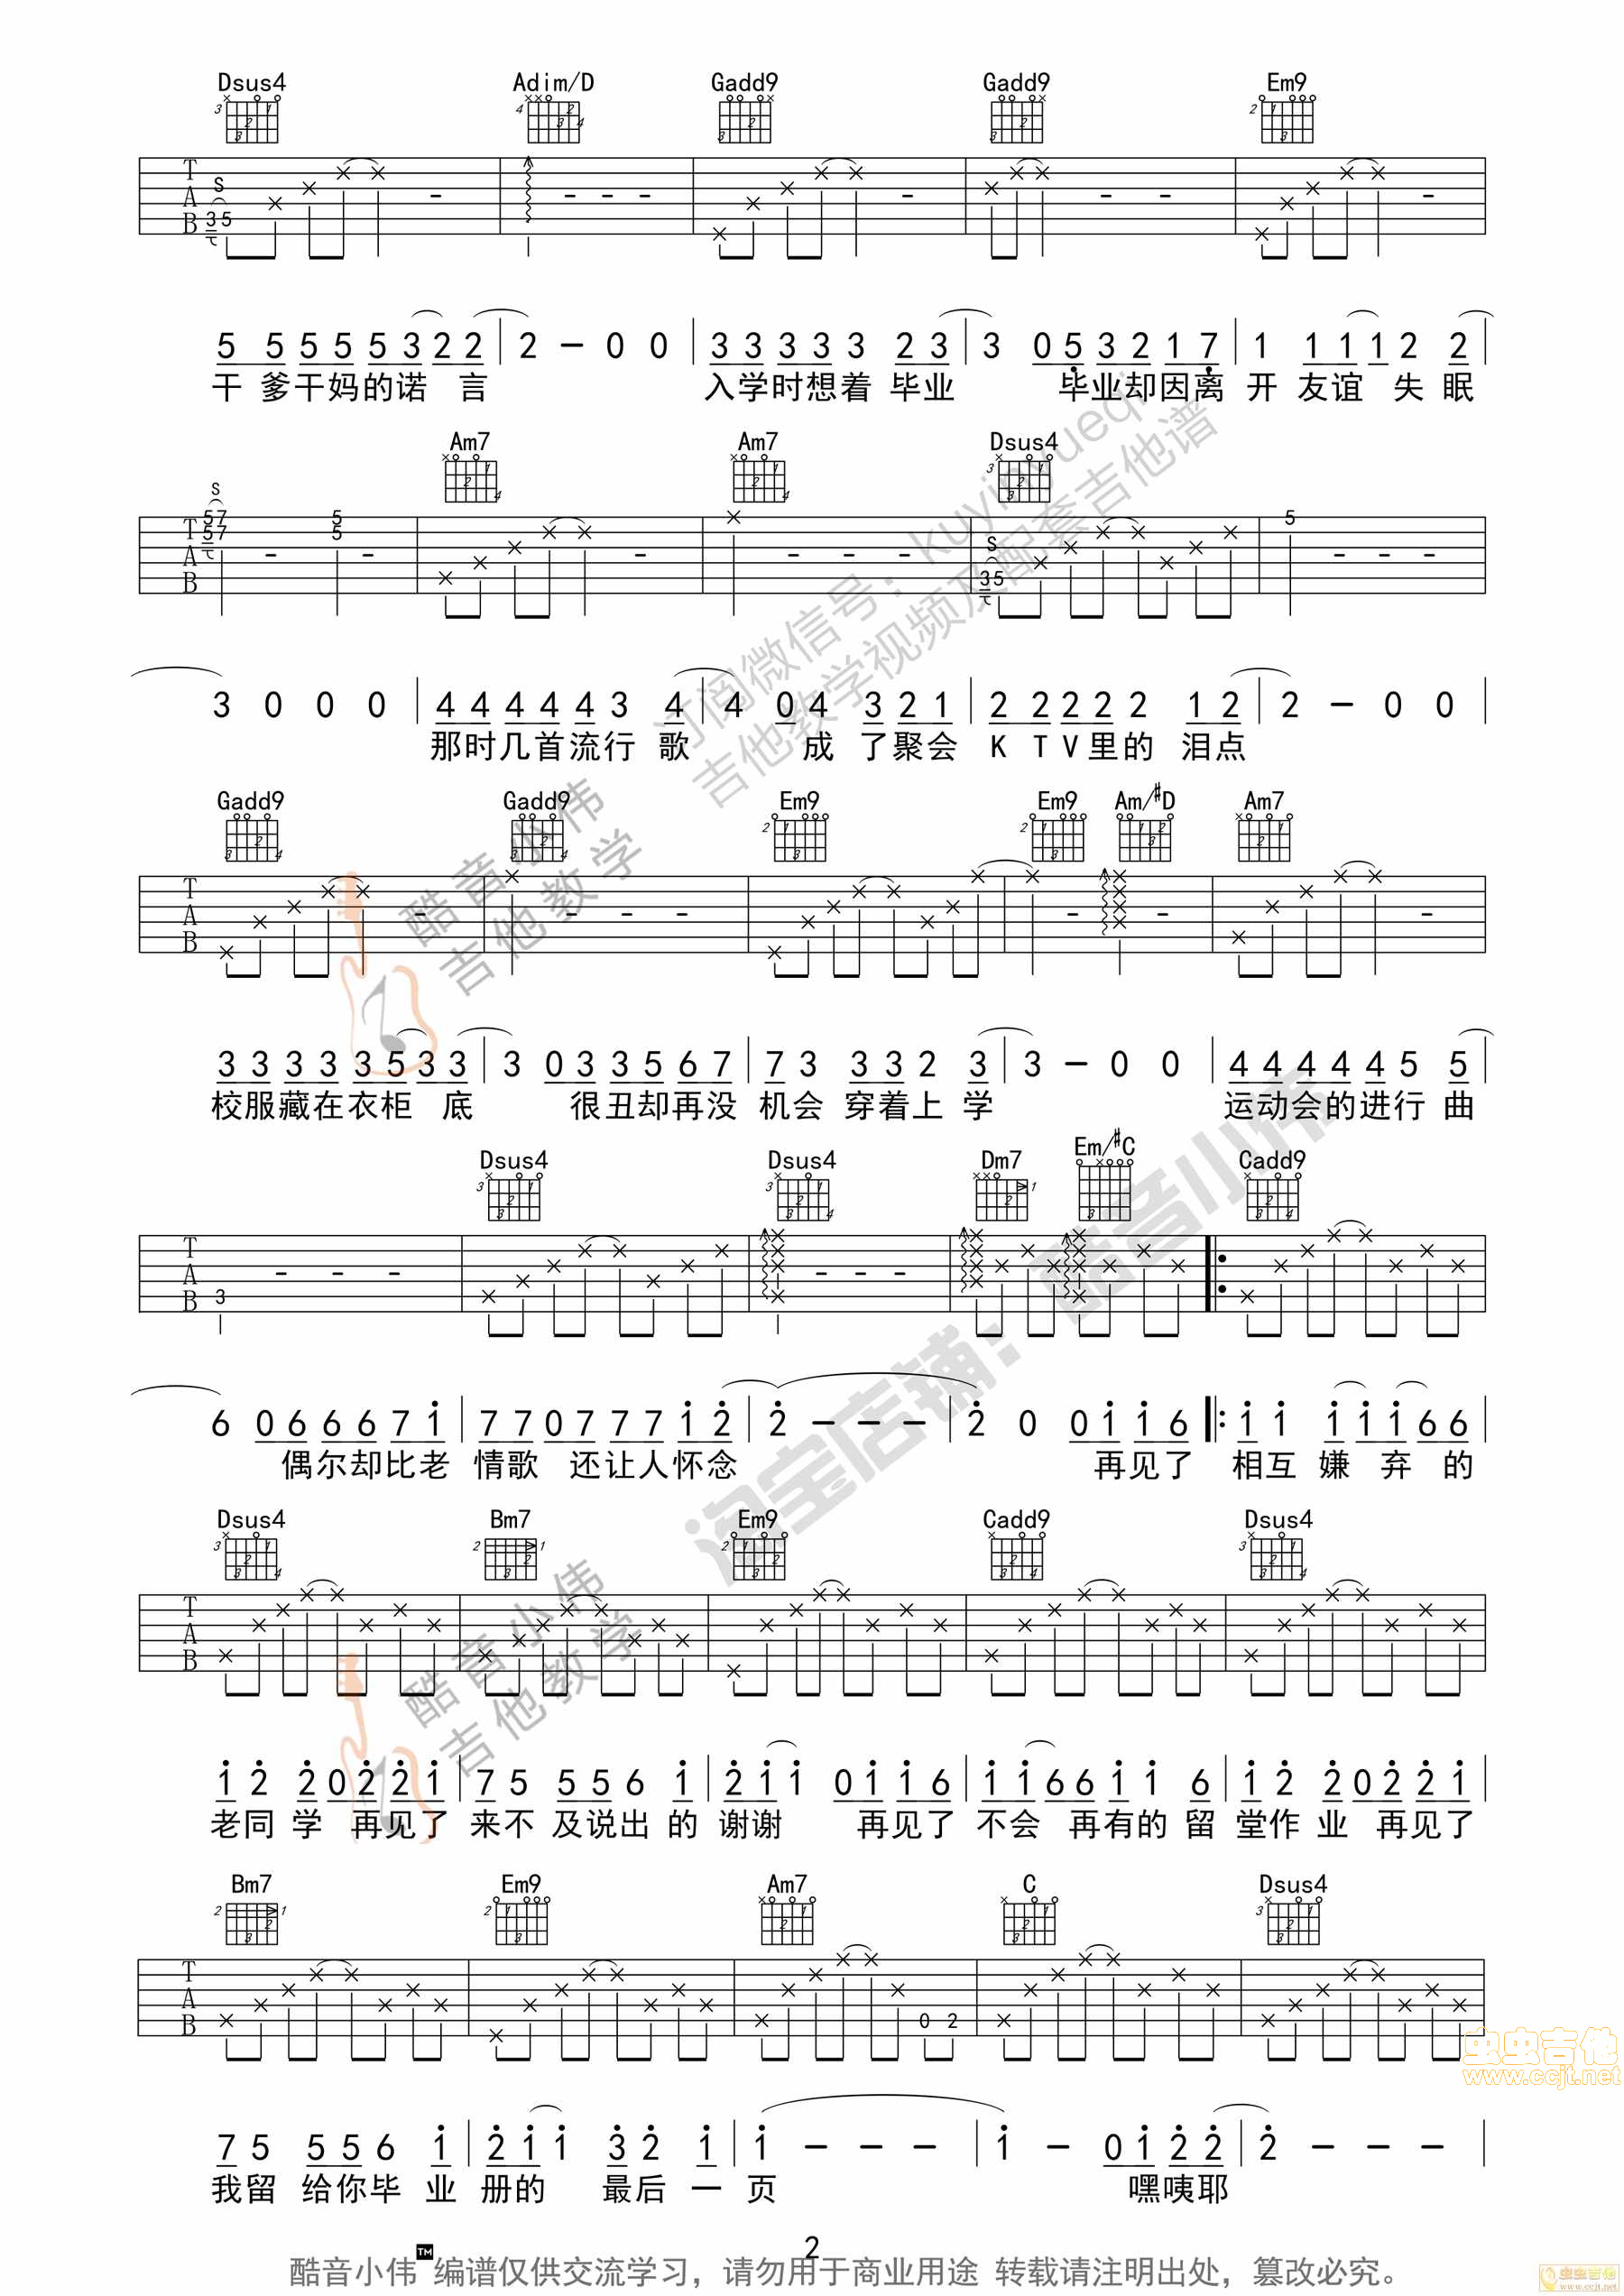 Dsus4 Adim/D Gadd9 Gadd9 Em9
5 5 5 5 5 3 2 2 | 2 — 0 0 | 3 3 3 3 3 2 3 | 3 0 5 3 2 1 7 | 1 1 1 1 2 2 |
干 爹干妈的诺 言 入学时想着 毕业 毕业却因离 开 友谊 失 眠
Am7 Am7 Dsus4
3 0 0 0 | 4 4 4 4 4 3 4 | 4 0 4 3 2 1 | 2 2 2 2 2 1 2 | 2 — 0 0 |
那时几首流行 歌 成 了聚会 K T V里的 泪点
Gadd9 Gadd9 Em9 Em9 Am/#D Am7
3 3 3 3 3 5 3 3 | 3 0 3 3 5 6 7 | 7 3 3 3 2 3 | 3 — 0 0 | 4 4 4 4 4 5 5 |
校服藏在衣柜 底 很丑却再没 机会 穿着上 学 运动会的进行 曲
Dsus4 Dsus4 Dm7 Em/#C Cadd9
6 0 6 6 6 7 1 | 7 7 0 7 7 7 1 2 | 2 — — — | 2 0 0 1 1 6 |: 1 1 1 1 1 6 6 |
偶尔却比老 情歌 还让人怀念 再见了 相互 嫌 弃 的
Dsus4 Bm7 Em9 Cadd9 Dsus4
1 2 2 0 2 2 1 | 7 5 5 5 6 1 | 2 1 1 0 1 1 6 | 1 1 6 6 1 1 6 | 1 2 2 0 2 2 1 |
老同 学 再见了 来不 及说出 的 谢谢 再见了 不会 再有的 留 堂作 业 再见了
Bm7 Em9 Am7 C Dsus4
7 5 5 5 6 1 | 2 1 1 3 2 1 | 1 — — — | 1 — 0 1 2 2 | 2 — — — |
我留 给你毕 业 册的 最后 一 页 嘿咦耶
2
酷音小伟TM编谱仅供交流学习，请勿用于商业用途 转载请注明出处，篡改必究。
订阅微信号：kuyinyueqi
吉他教学视频及配套吉他谱
酷音小伟
吉他教学
淘宝店铺：酷音小伟
酷音小伟
吉他教学
虫虫吉他
www.ccjt.net
虫虫吉他